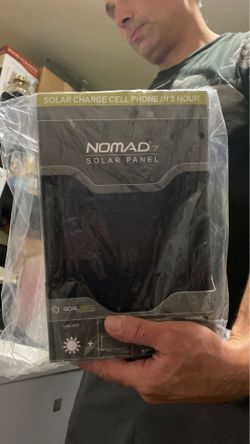 SOLAR CHARGE CELL PHONE IN 1 HOUR
NOMAD 7
SOLAR PANEL
GOAL ZERO
+